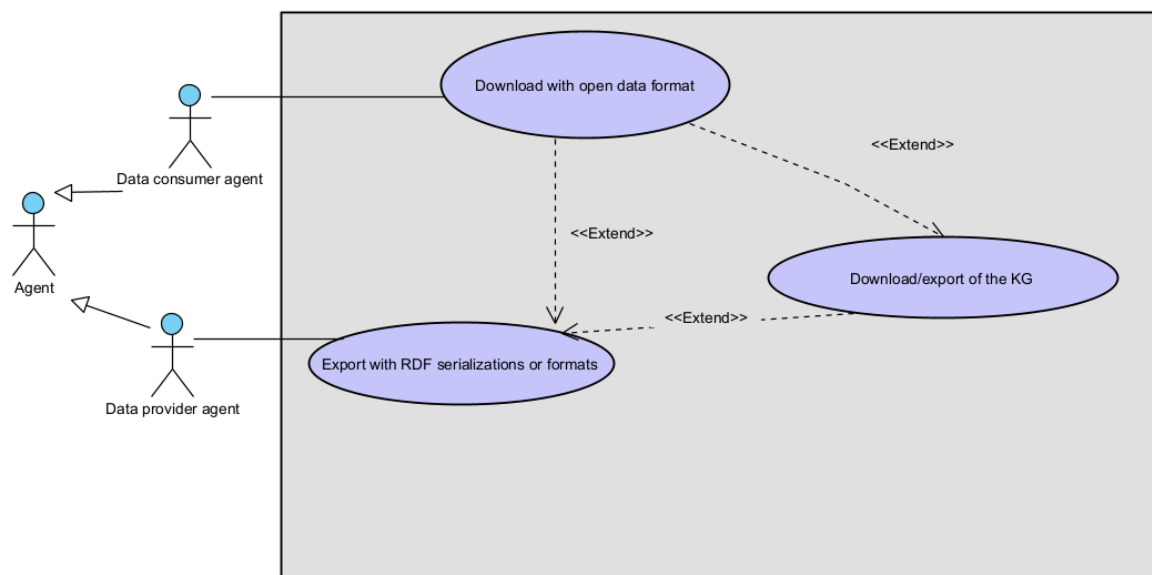 Download with open data format
<<Extend>>
Data consumer agent
<<Extend>>
Download/export of the KG
Agent
<<Extend>>
Export with RDF serializations or formats
Data provider agent